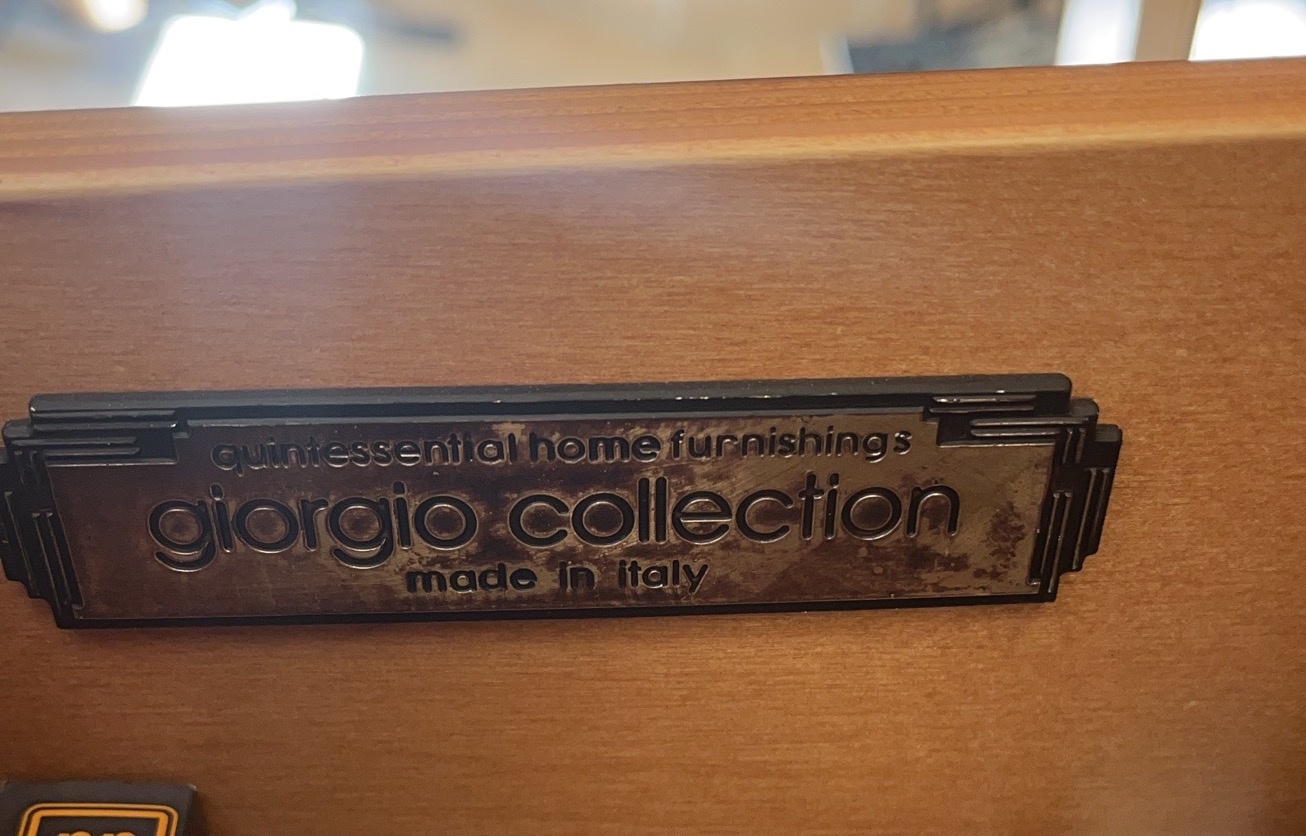 quintessential home furnishings
giorgio collection
made in italy